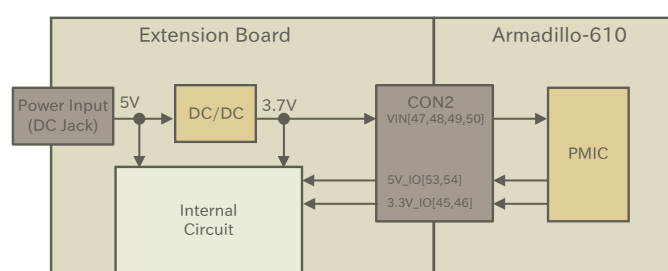 Extension Board
Armadillo-610
Power Input
(DC Jack)
5V
DC/DC
3.7V
CON2
VIN[47,48,49,50]
PMIC
5V_IO[53,54]
3.3V_IO[45,46]
Internal
Circuit